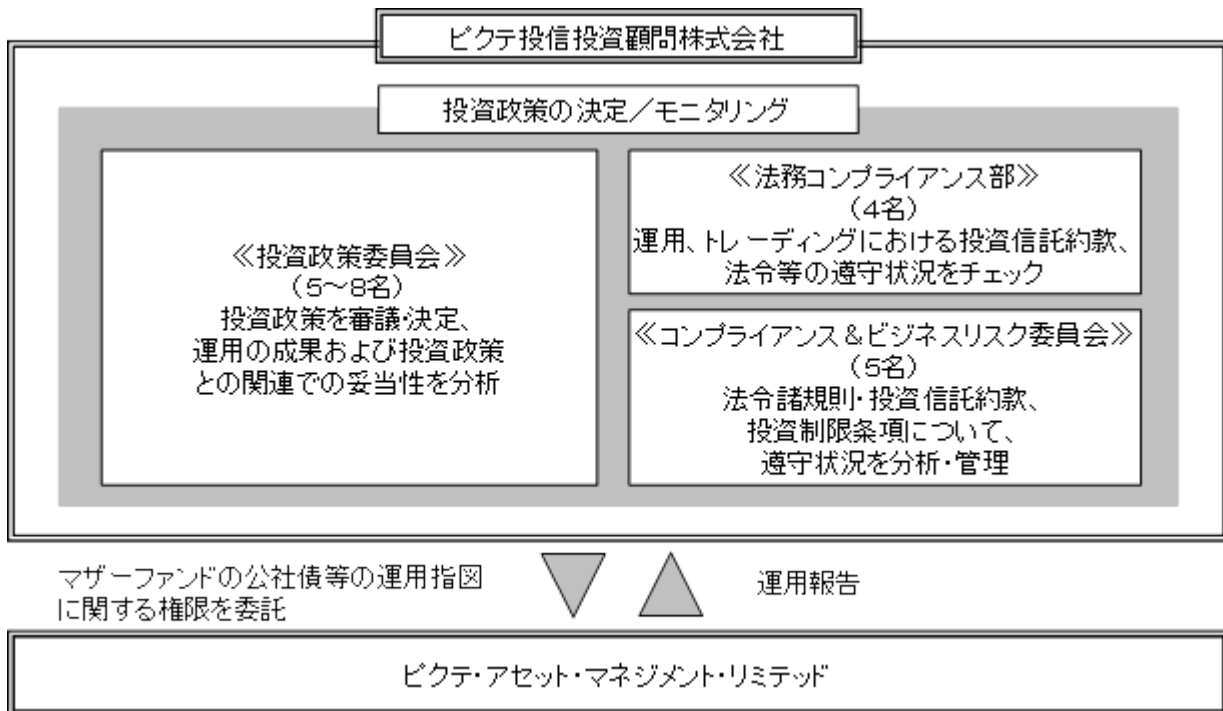 ピクテ投信投資顧問株式会社
投資政策の決定／モニタリング
≪投資政策委員会≫
（5～8名）
投資政策を審議・決定、
運用の成果および投資政策
との関連での妥当性を分析
≪法務コンプライアンス部≫
（4名）
運用、トレーディングにおける投資信託約款、
法令等の遵守状況をチェック
≪コンプライアンス＆ビジネスリスク委員会≫
（5名）
法令諸規則・投資信託約款、
投資制限条項について、
遵守状況を分析・管理
マザーファンドの公社債等の運用指図
に関する権限を委託
運用報告
ピクテ・アセット・マネジメント・リミテッド